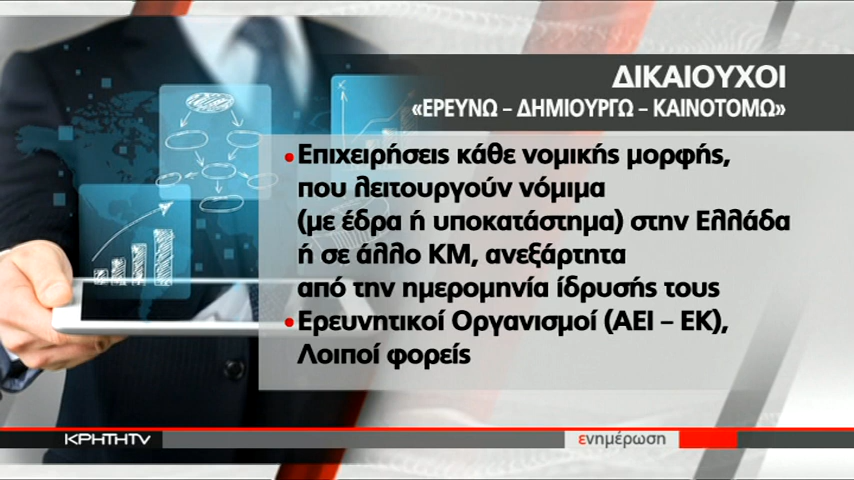 ΔΙΚΑΙΟΥΧΟΙ
«ΕΡΕΥΝΩ – ΔΗΜΙΟΥΡΓΩ – ΚΑΙΝΟΤΟΜΩ»
• Επιχειρήσεις κάθε νομικής μορφής,
που λειτουργούν νόμιμα
(με έδρα ή υποκατάστημα) στην Ελλάδα
ή σε άλλο ΚΜ, ανεξάρτητα
από την ημερομηνία ίδρυσής τους
• Ερευνητικοί Οργανισμοί (ΑΕΙ – ΕΚ),
Λοιποί φορείς
ΚΡΗΤΗTV
ενημέρωση